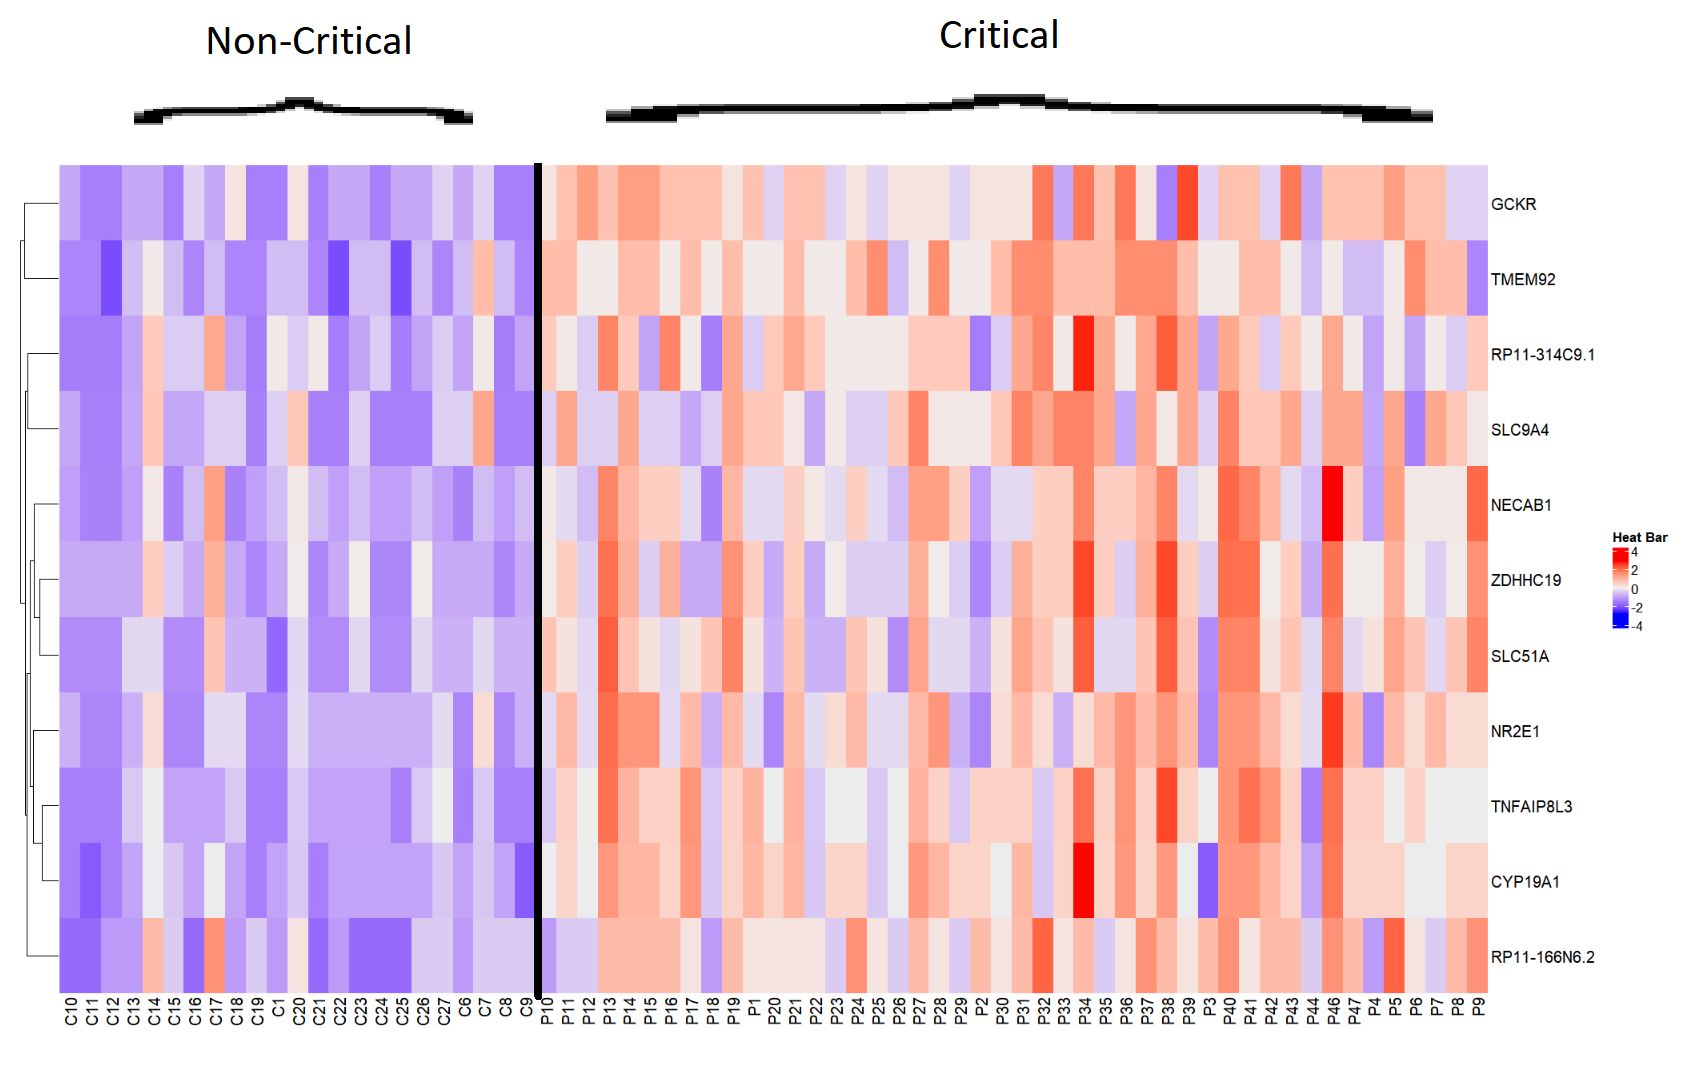 Non-Critical
Critical
GCKR
TMEM92
RP11-314C9.1
SLC9A4
NECAB1
ZDHHC19
SLC51A
NR2E1
TNFAIP8L3
CYP19A1
RP11-166N6.2
Heat Bar
4
2
0
-2
-4
C10 C11 C12 C13 C14 C15 C16 C17 C18 C19 C1 C20 C21 C22 C23 C24 C25 C26 C27 C6 C7 C8 C9 P10 P11 P12 P13 P14 P15 P16 P17 P18 P19 P1 P20 P21 P22 P23 P24 P25 P26 P27 P28 P29 P2 P30 P31 P32 P33 P34 P35 P36 P37 P38 P39 P3 P40 P41 P42 P43 P44 P46 P47 P4 P5 P6 P7 P8 P9